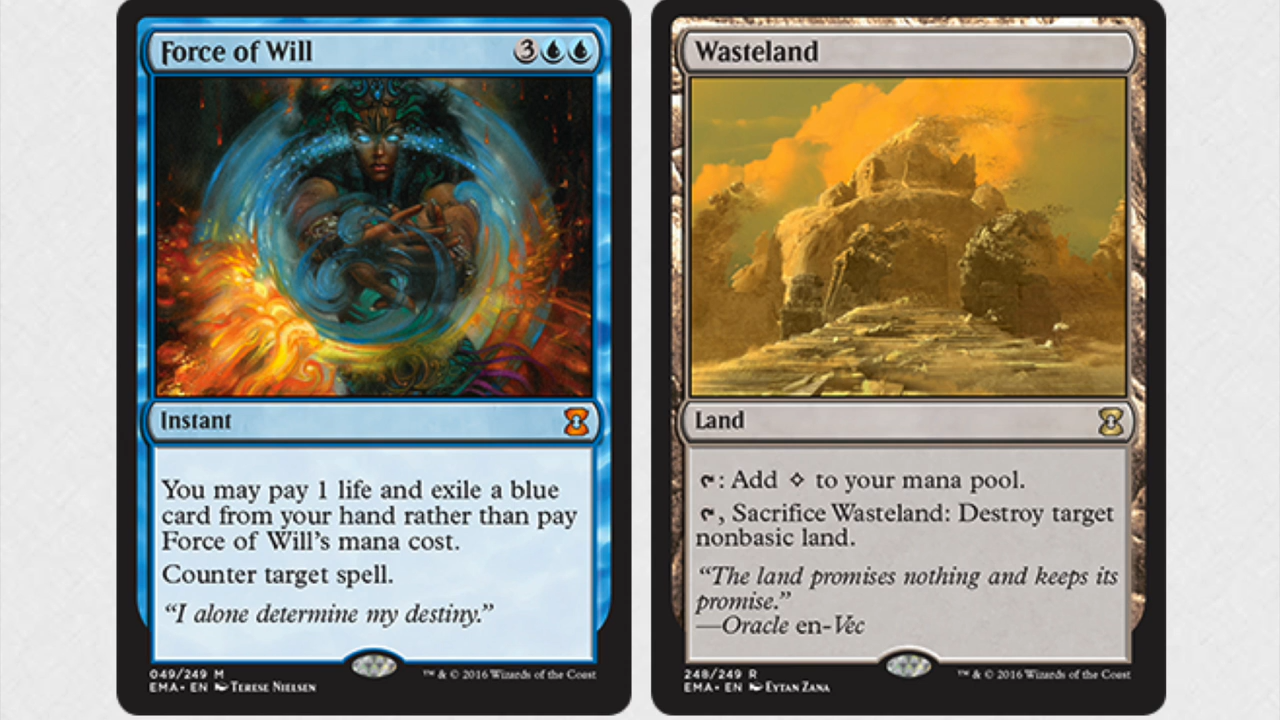 Force of Will 3
Instant
You may pay 1 life and exile a blue
card from your hand rather than pay
Force of Will's mana cost.
Counter target spell.
“I alone determine my destiny.”
049/249 M
EMA • EN Terese Nielsen
™ & © 2016 Wizards of the Coast
Wasteland
Land
: Add to your mana pool.
, Sacrifice Wasteland: Destroy target
nonbasic land.
“The land promises nothing and keeps its
promise.”
—Oracle en-Vec
248/249 R
EMA • EN Eytan Zana
™ & © 2016 Wizards of the Coast